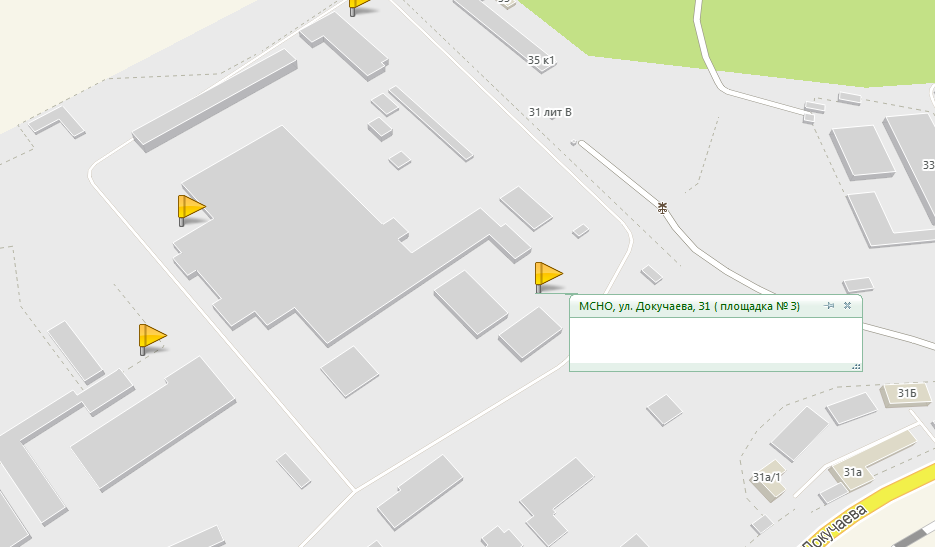 35 к1
31 лит В
33
МСНО, ул. Докучаева, 31 ( площадка № 3)
31Б
31а/1
31а
Докучаева